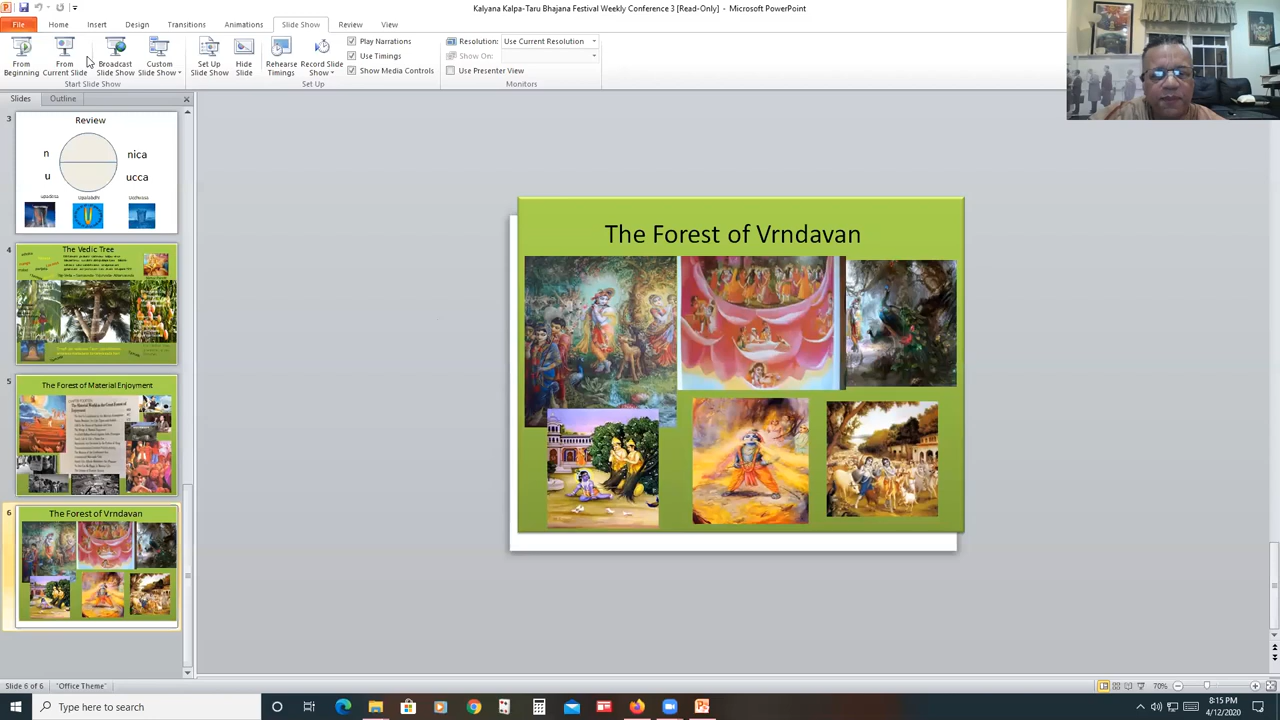 Kalyana Kalpa-Taru Bhajana Festival Weekly Conference 3 [Read-Only] - Microsoft PowerPoint
File Home Insert Design Transitions Animations Slide Show Review View
From Beginning
From Current Slide
Broadcast Slide Show
Custom Slide Show
Set Up Slide Show
Hide Slide
Rehearse Timings
Record Slide Show
Play Narrations
Use Timings
Show Media Controls
Resolution: Use Current Resolution
Show On:
Use Presenter View
Start Slide Show
Set Up
Monitors
Slides Outline
3
Review
n nica
u ucca
4
The Vedic Tree
5
The Forest of Material Enjoyment
6
The Forest of Vrndavan
The Forest of Vrndavan
Slide 6 of 6 "Office Theme" 70%
Type here to search
8:15 PM
4/12/2020